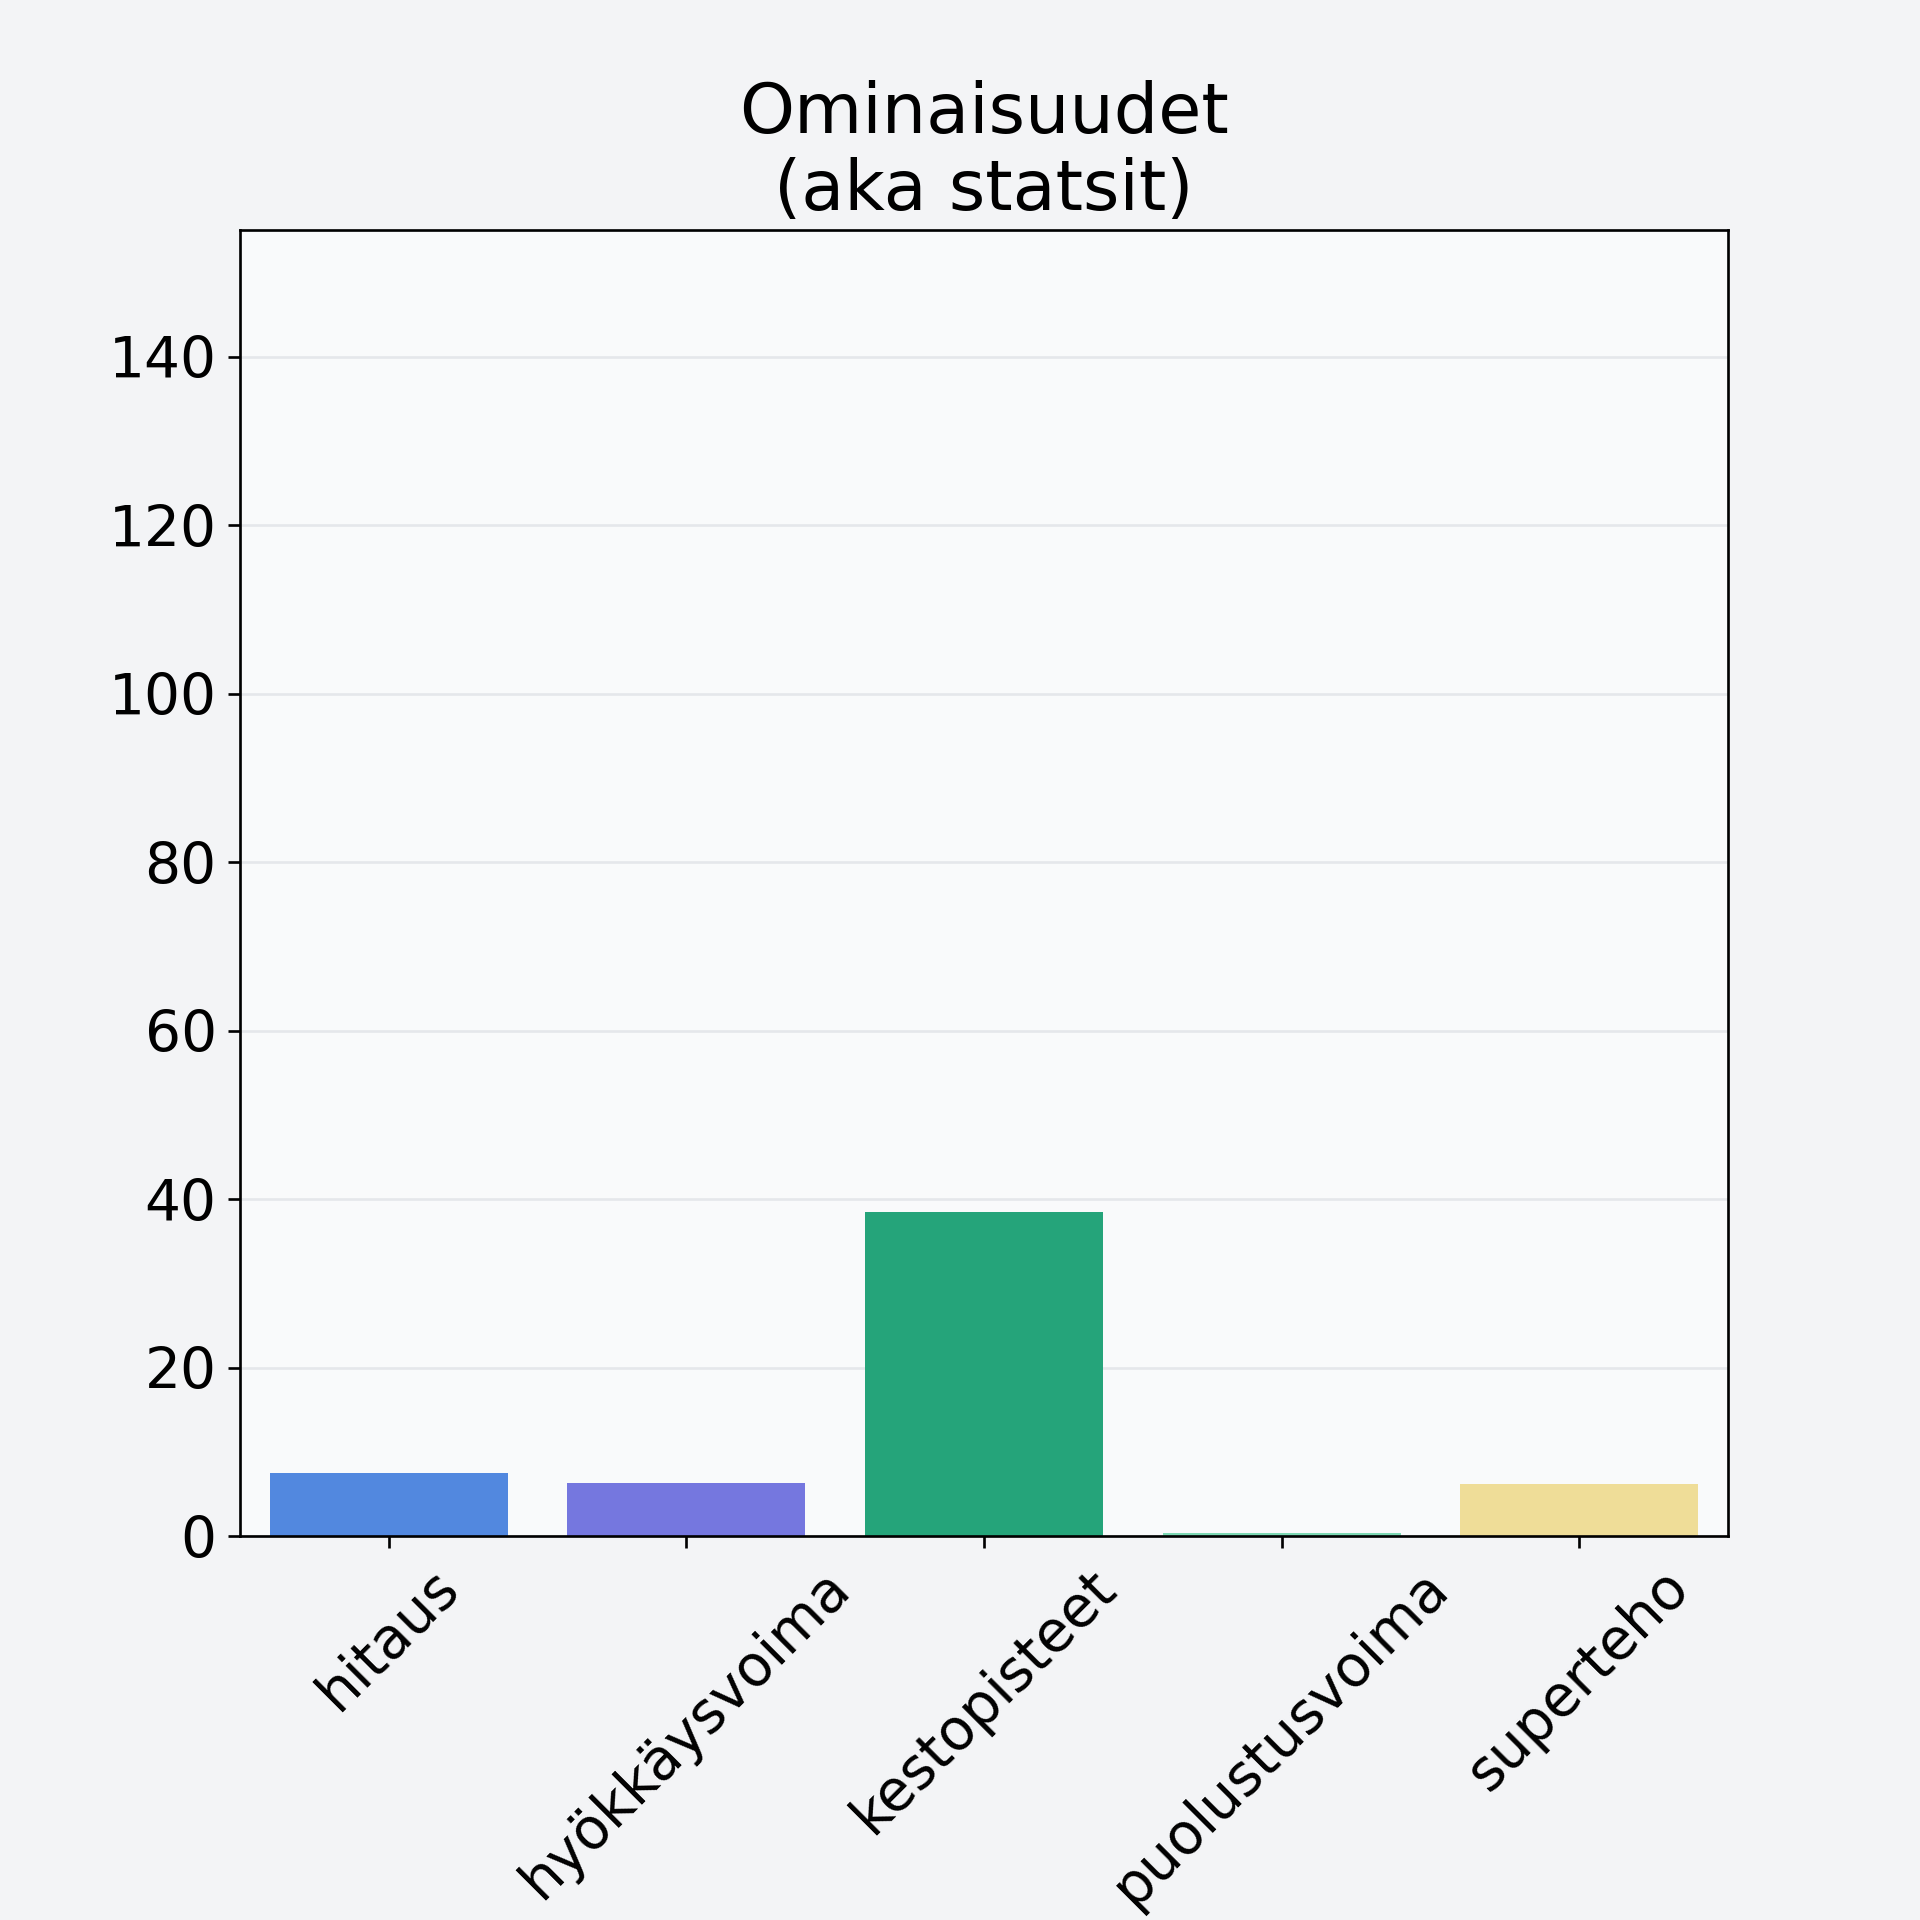 Ominaisuudet
(aka statsit)
140
120
100
80
60
40
20
0
hitaus
hyökkäysvoima
kestopisteet
puolustusvoima
superteho